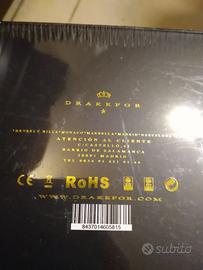 DRAKEFOR
"BEVERLY HILLS"MONACO"MARBELLA"MADRID"BARCELONA
ATENCIÓN AL CLIENTE
C/CASTELLO,
BARRIO DE SALAMANCA
28001 MADRID
CE RoHS
WWW.DRAKEFOR.COM
8437014605815
subito